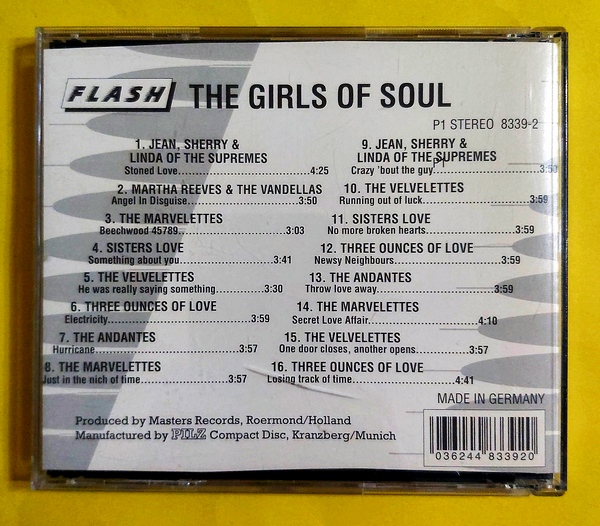 FLASH THE GIRLS OF SOUL
P1 STEREO 8339-2
1. JEAN, SHERRY &
LINDA OF THE SUPREMES
Stoned Love 4:25
2. MARTHA REEVES & THE VANDELLAS
Angel In Disguise 3:50
3. THE MARVELETTES
Beechwood 45789 3:03
4. SISTERS LOVE
Something about you 3:41
5. THE VELVELETTES
He was really saying something 3:30
6. THREE OUNCES OF LOVE
Electricity 3:59
7. THE ANDANTES
Hurricane 3:57
8. THE MARVELETTES
Just in the nich of time 3:57
9. JEAN, SHERRY &
LINDA OF THE SUPREMES
P1
Crazy 'bout the guy
10. THE VELVELETTES
Running out of luck 3:59
11. SISTERS LOVE
No more broken hearts 3:59
12. THREE OUNCES OF LOVE
Newsy Neighbours 3:59
13. THE ANDANTES
Throw love away 3:59
14. THE MARVELETTES
Secret Love Affair 4:10
15. THE VELVELETTES
One door closes, another opens 3:57
16. THREE OUNCES OF LOVE
Losing track of time 4:41
MADE IN GERMANY
Produced by Masters Records, Roermond/Holland
Manufactured by PILZ Compact Disc, Kranzberg/Munich
036244 833920